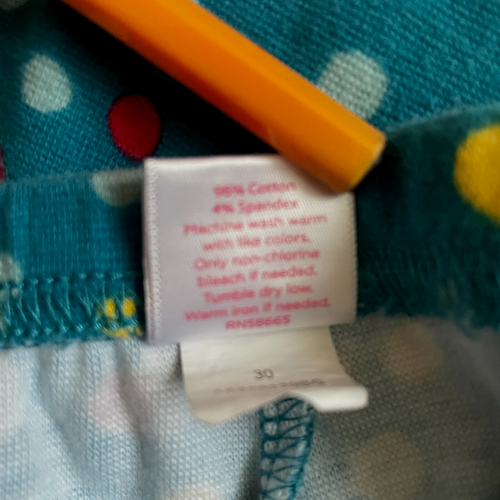 96% Cotton
4% Spandex
Machine wash warm
with like colors.
Only non-chlorine
bleach if needed.
Tumble dry low.
Warm iron if needed.
RN58665
30